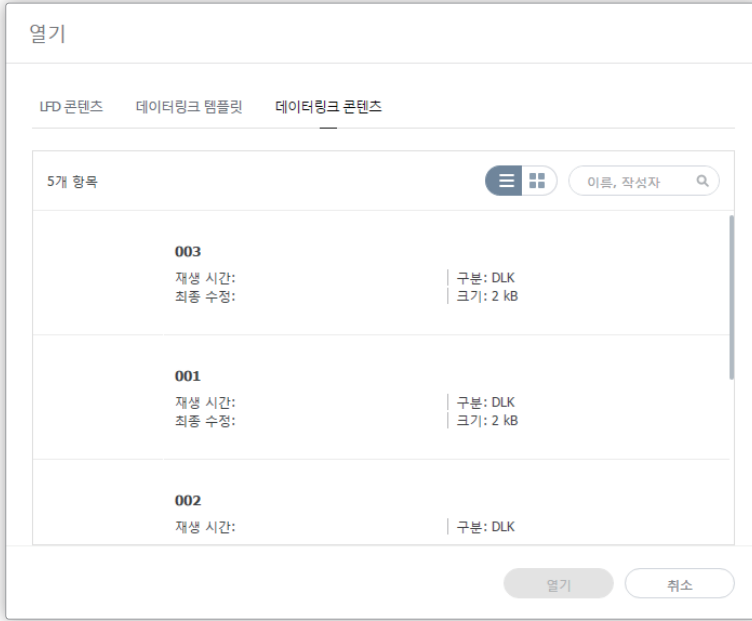 열기
LFD 콘텐츠 데이터링크 템플릿 데이터링크 콘텐츠
5개 항목 이름, 작성자
003
재생 시간: 구분: DLK
최종 수정: 크기: 2 kB
001
재생 시간: 구분: DLK
최종 수정: 크기: 2 kB
002
재생 시간: 구분: DLK
열기 취소